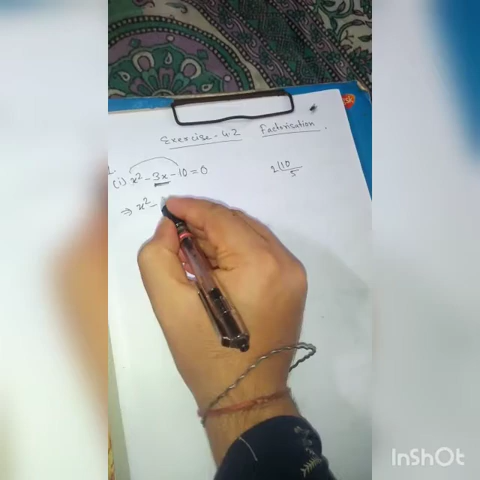 Exercise - 4.2 Factorisation.
(i) x² - 3x - 10 = 0
2|10
5
⇒ x² -
InShOt